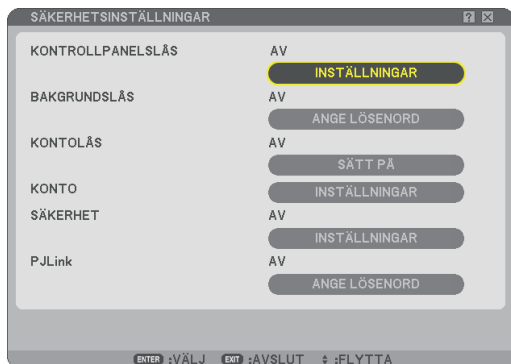 SÄKERHETSINSTÄLLNINGAR
KONTROLLPANELSLÅS AV
INSTÄLLNINGAR
BAKGRUNDSLÅS AV
ANGE LÖSENORD
KONTOLÅS AV
SÄTT PÅ
KONTO INSTÄLLNINGAR
SÄKERHET AV
INSTÄLLNINGAR
PJLink AV
ANGE LÖSENORD
ENTER :VÄLJ EXIT :AVSLUT :FLYTTA